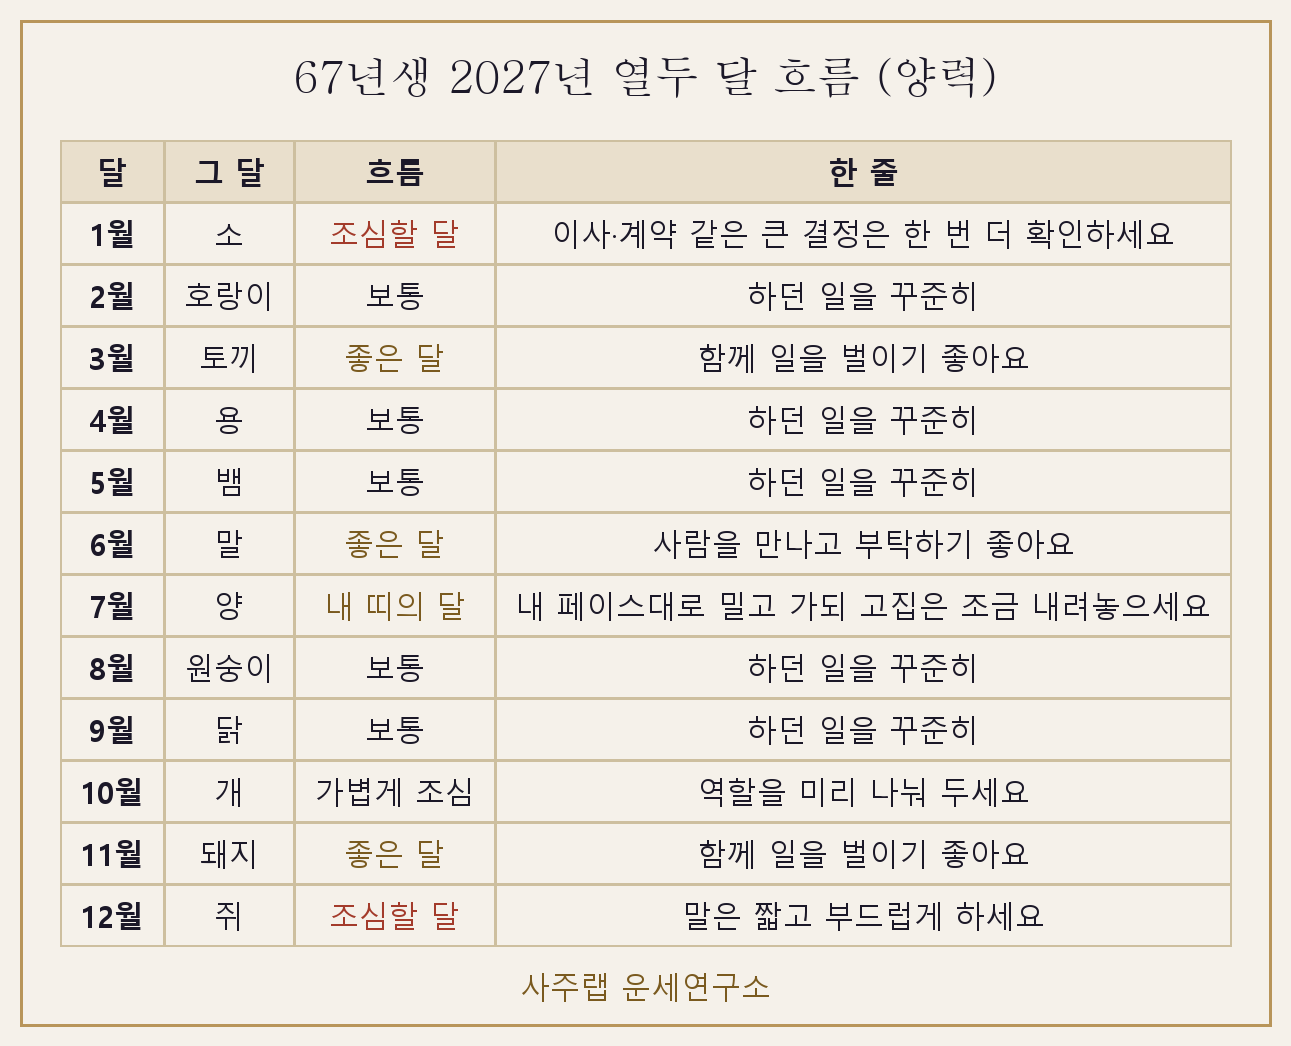 67년생 2027년 열두 달 흐름 (양력)
달 그 달 흐름 한 줄
1월 소 조심할 달 이사·계약 같은 큰 결정은 한 번 더 확인하세요
2월 호랑이 보통 하던 일을 꾸준히
3월 토끼 좋은 달 함께 일을 벌이기 좋아요
4월 용 보통 하던 일을 꾸준히
5월 뱀 보통 하던 일을 꾸준히
6월 말 좋은 달 사람을 만나고 부탁하기 좋아요
7월 양 내 띠의 달 내 페이스대로 밀고 가되 고집은 조금 내려놓으세요
8월 원숭이 보통 하던 일을 꾸준히
9월 닭 보통 하던 일을 꾸준히
10월 개 가볍게 조심 역할을 미리 나눠 두세요
11월 돼지 좋은 달 함께 일을 벌이기 좋아요
12월 쥐 조심할 달 말은 짧고 부드럽게 하세요
사주랩 운세연구소